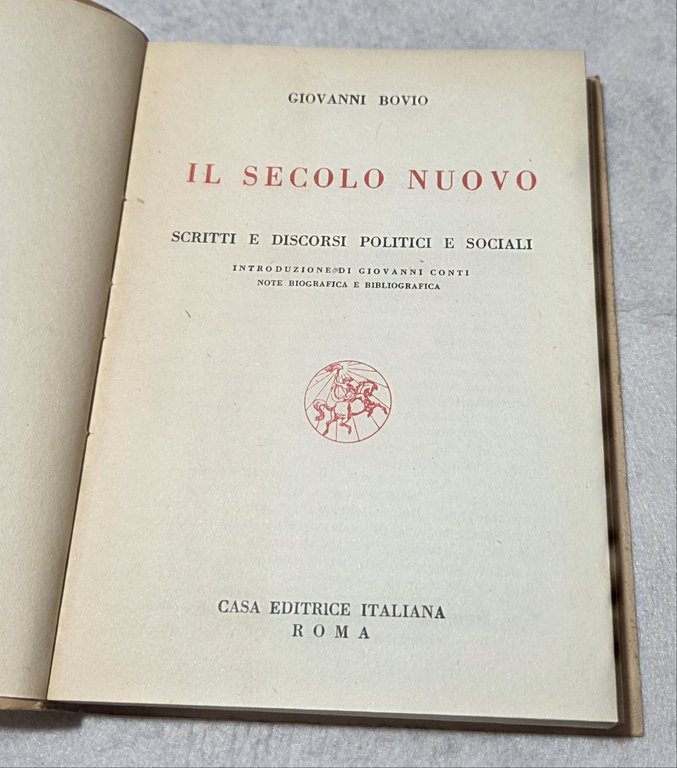 GIOVANNI BOVIO
IL SECOLO NUOVO
SCRITTI E DISCORSI POLITICI E SOCIALI
INTRODUZIONE DI GIOVANNI CONTI
NOTE BIOGRAFICA E BIBLIOGRAFICA
CASA EDITRICE ITALIANA
ROMA